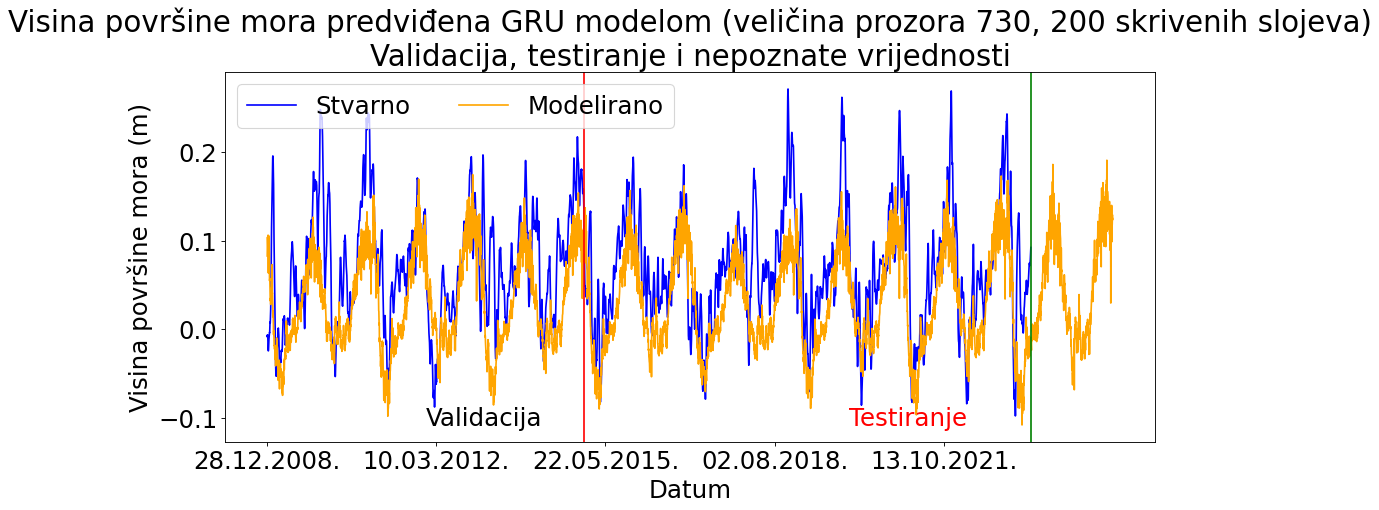 Visina površine mora predviđena GRU modelom (veličina prozora 730, 200 skrivenih slojeva)
Validacija, testiranje i nepoznate vrijednosti
Stvarno Modelirano
Visina površine mora (m)
0.2
0.1
0.0
−0.1
Validacija Testiranje
28.12.2008. 10.03.2012. 22.05.2015. 02.08.2018. 13.10.2021.
Datum